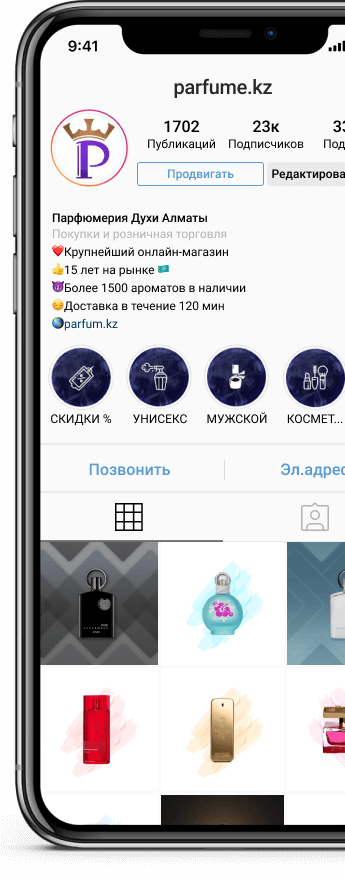 9:41
parfume.kz
P
1702 23к 33
Публикаций Подписчиков Под
Продвигать Редактирова
Парфюмерия Духи Алматы
Покупки и розничная торговля
❤️Крупнейший онлайн-магазин
👍15 лет на рынке 🇰🇿
😈Более 1500 ароматов в наличии
😏Доставка в течение 120 мин
🌍parfum.kz
СКИДКИ % УНИСЕКС МУЖСКОЙ КОСМЕТ...
Позвонить Эл.адрес